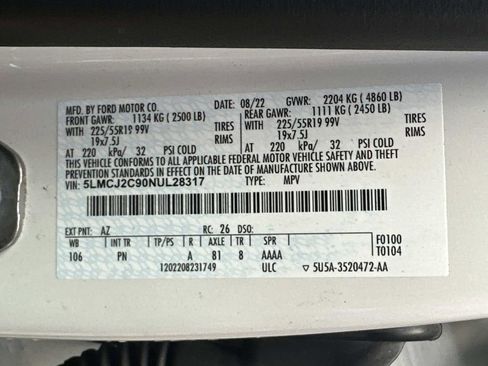 MFD. BY FORD MOTOR CO. DATE: 08/22 GVWR: 2204 KG ( 4860 LB)
FRONT GAWR: 1134 KG ( 2500 LB) REAR GAWR: 1111 KG ( 2450 LB)
WITH 225/55R19 99V TIRES WITH 225/55R19 99V TIRES
19x7.5J RIMS 19x7.5J RIMS
AT 220 kPa/ 32 PSI COLD AT 220 kPa/ 32 PSI COLD
THIS VEHICLE CONFORMS TO ALL APPLICABLE FEDERAL MOTOR VEHICLE SAFETY AND THEFT PREVENTION STANDARDS IN EFFECT ON THE DATE OF MANUFACTURE SHOWN ABOVE.
VIN: 5LMCJ2C90NUL28317 TYPE: MPV
EXT PNT: AZ RC: 26 DSO: F0100
WB INT TR TP/PS R AXLE TR SPR T0104
106 PN A 81 8 AAAA
1202208231749 ULC ▽ 5U5A-3520472-AA